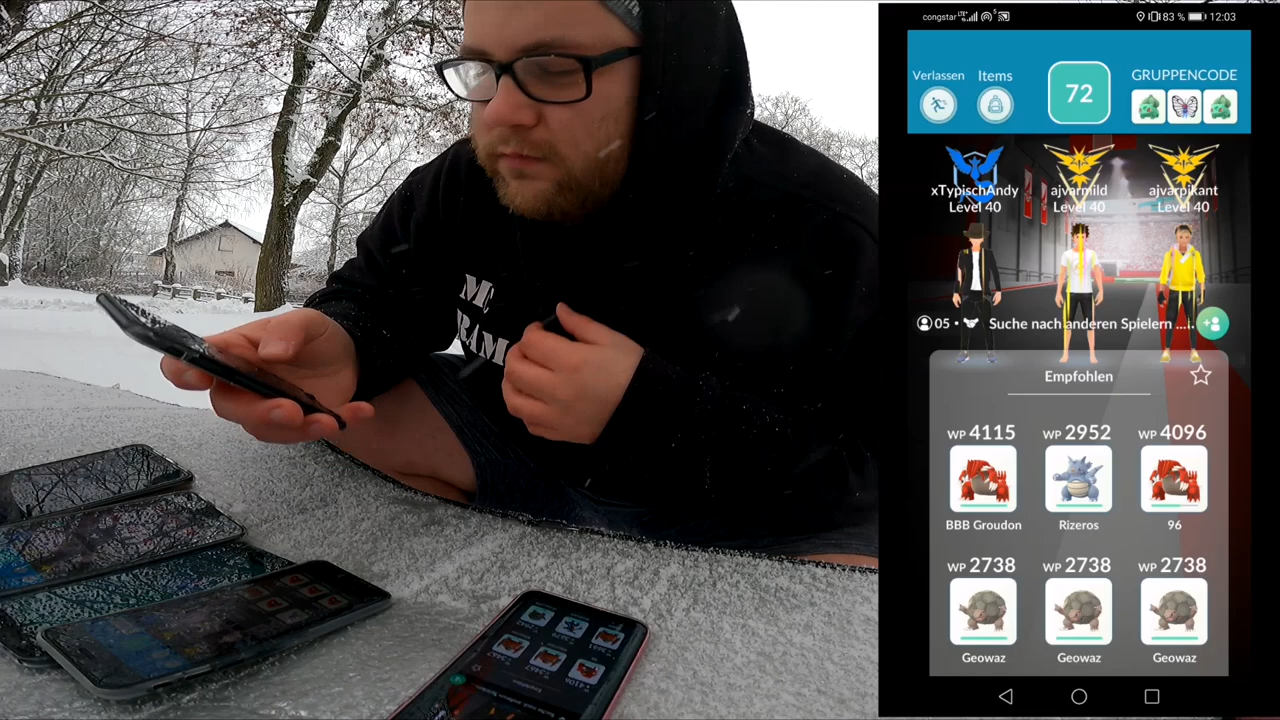 congstar
83 %
12:03
Verlassen
Items
72
GRUPPENCODE
xTypischAndy
Level 40
ajvarmild
Level 40
ajvarpikant
Level 40
05 •
Suche nach anderen Spielern ....
Empfohlen
WP 4115
WP 2952
WP 4096
BBB Groudon
Rizeros
96
WP 2738
WP 2738
WP 2738
Geowaz
Geowaz
Geowaz